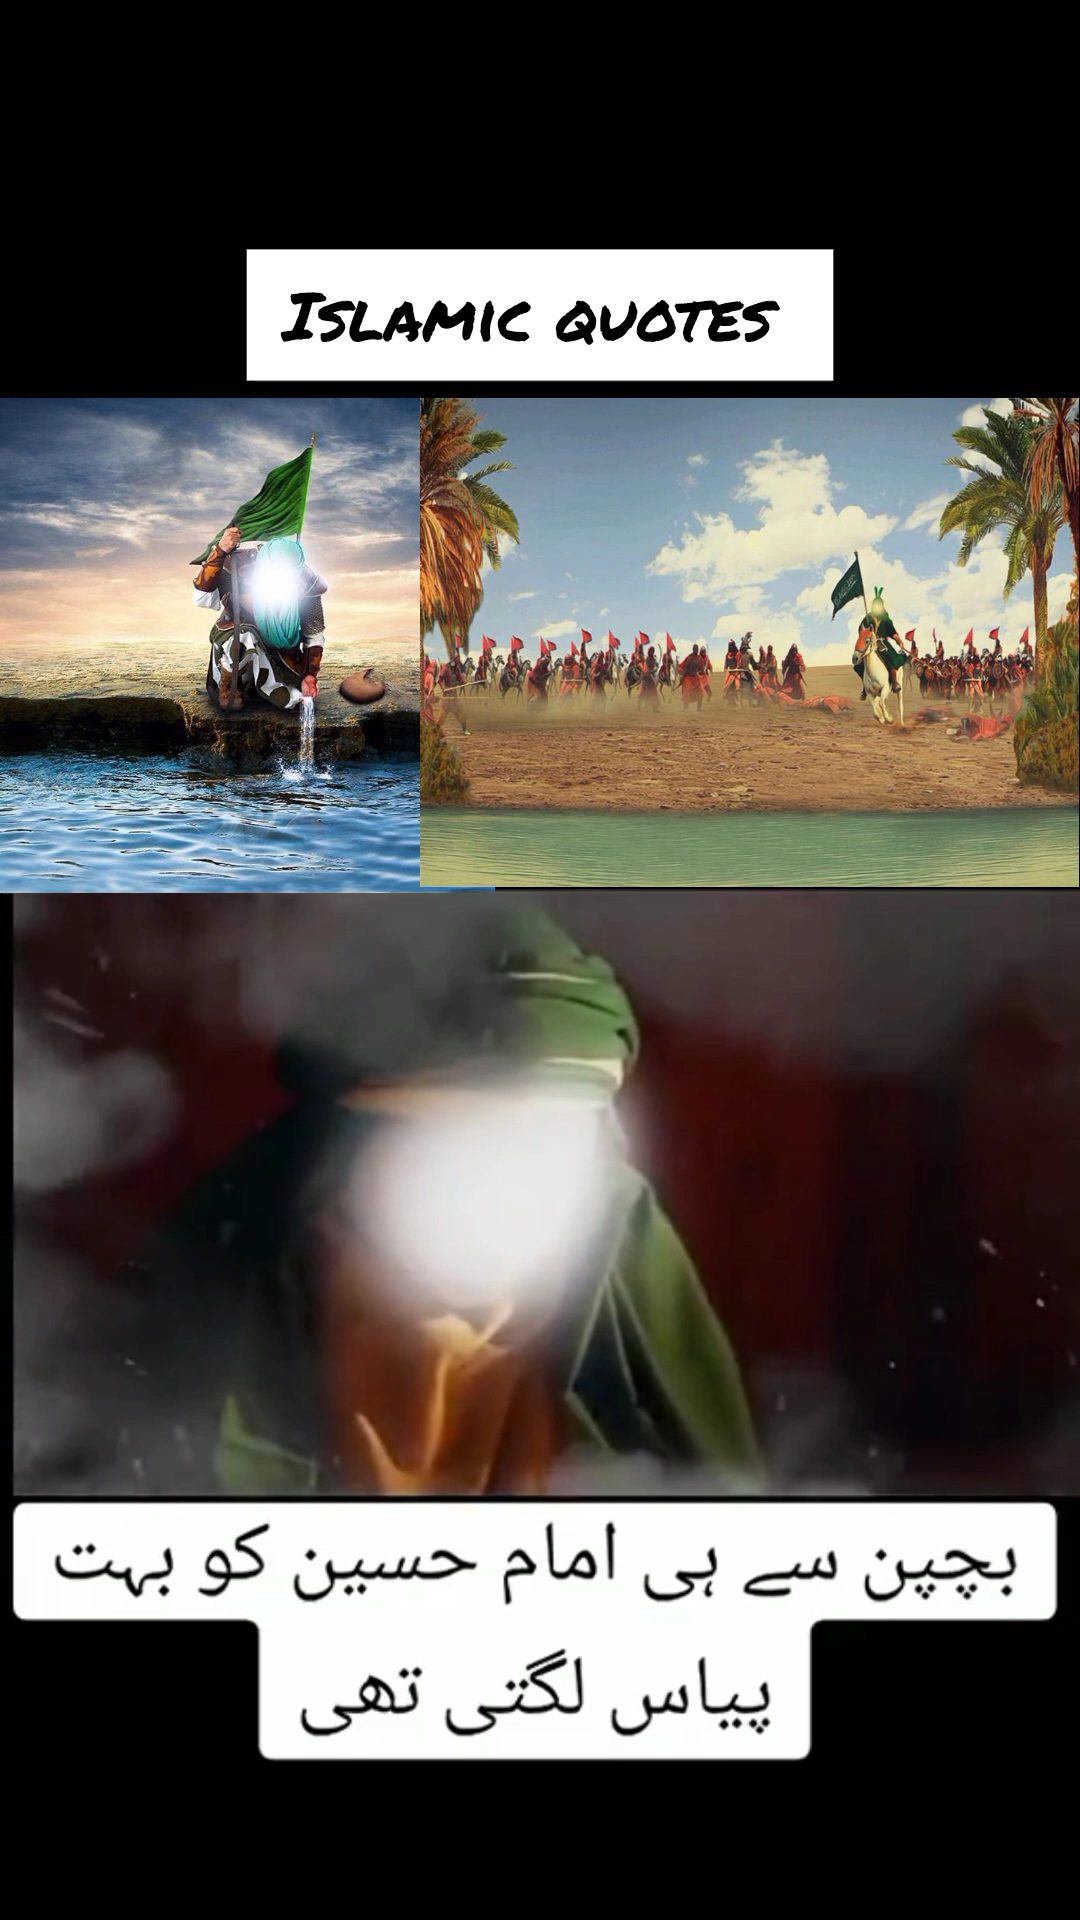 Islamic quotes
بچپن سے ہی امام حسین کو بہت
پیاس لگتی تھی